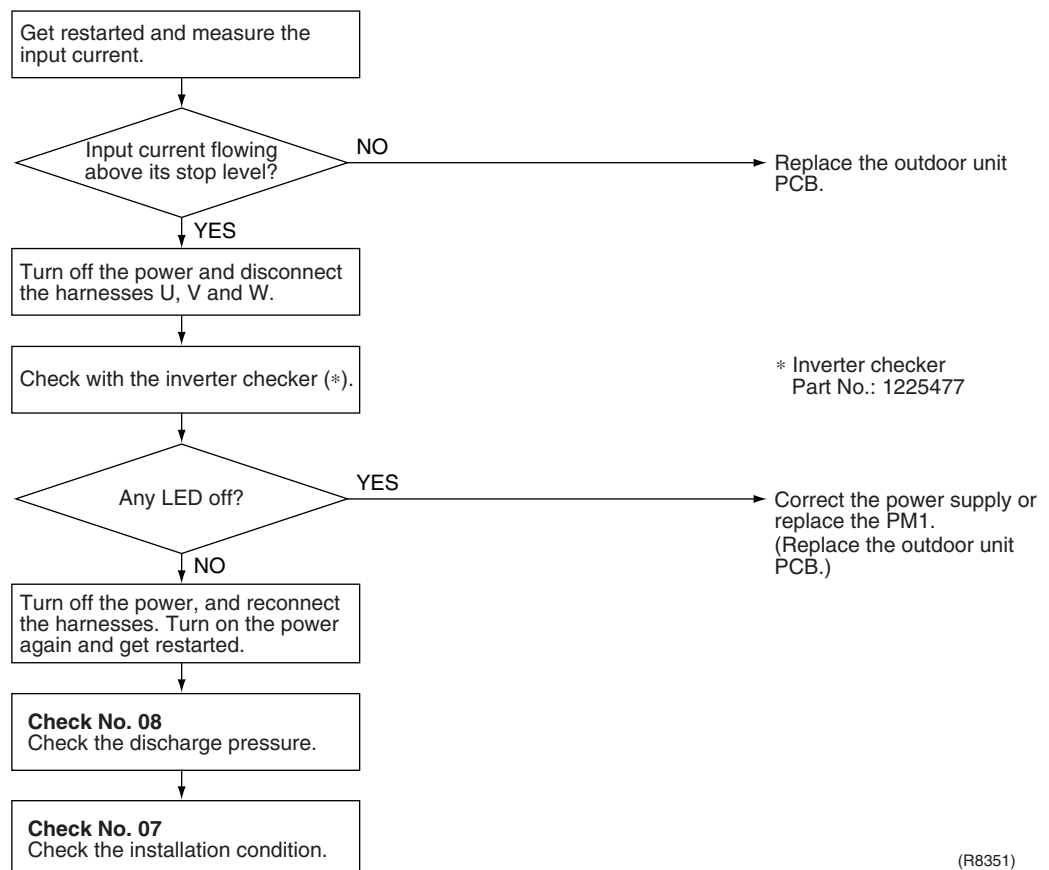 Get restarted and measure the
input current.
Input current flowing
above its stop level?
NO
Replace the outdoor unit
PCB.
YES
Turn off the power and disconnect
the harnesses U, V and W.
Check with the inverter checker (*).
* Inverter checker
Part No.: 1225477
Any LED off?
YES
Correct the power supply or
replace the PM1.
(Replace the outdoor unit
PCB.)
NO
Turn off the power, and reconnect
the harnesses. Turn on the power
again and get restarted.
Check No. 08
Check the discharge pressure.
Check No. 07
Check the installation condition.
(R8351)